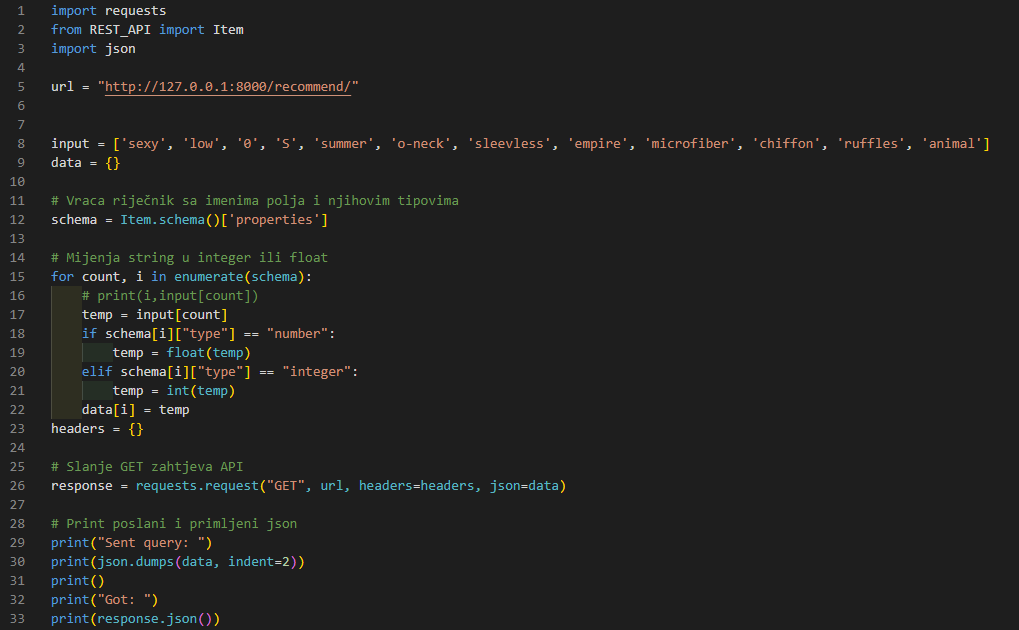 1 import requests
2 from REST_API import Item
3 import json
4
5 url = "http://127.0.0.1:8000/recommend/"
6
7
8 input = ['sexy', 'low', '0', 'S', 'summer', 'o-neck', 'sleevless', 'empire', 'microfiber', 'chiffon', 'ruffles', 'animal']
9 data = {}
10
11 # Vraca riječnik sa imenima polja i njihovim tipovima
12 schema = Item.schema()['properties']
13
14 # Mijenja string u integer ili float
15 for count, i in enumerate(schema):
16     # print(i,input[count])
17     temp = input[count]
18     if schema[i]["type"] == "number":
19         temp = float(temp)
20     elif schema[i]["type"] == "integer":
21         temp = int(temp)
22     data[i] = temp
23 headers = {}
24
25 # Slanje GET zahtjeva API
26 response = requests.request("GET", url, headers=headers, json=data)
27
28 # Print poslani i primljeni json
29 print("Sent query: ")
30 print(json.dumps(data, indent=2))
31 print()
32 print("Got: ")
33 print(response.json())